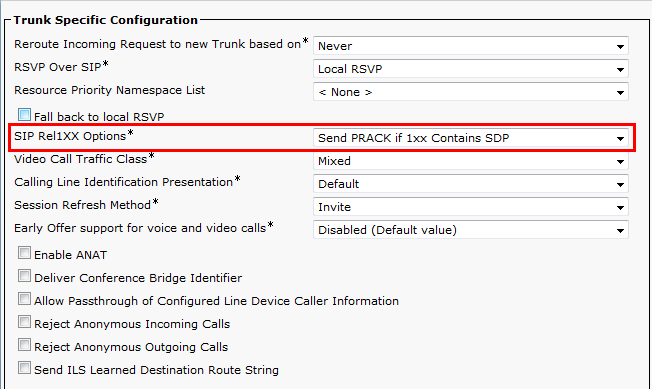 Trunk Specific Configuration
Reroute Incoming Request to new Trunk based on* Never
RSVP Over SIP* Local RSVP
Resource Priority Namespace List < None >
Fall back to local RSVP
SIP Rel1XX Options* Send PRACK if 1xx Contains SDP
Video Call Traffic Class* Mixed
Calling Line Identification Presentation* Default
Session Refresh Method* Invite
Early Offer support for voice and video calls* Disabled (Default value)
Enable ANAT
Deliver Conference Bridge Identifier
Allow Passthrough of Configured Line Device Caller Information
Reject Anonymous Incoming Calls
Reject Anonymous Outgoing Calls
Send ILS Learned Destination Route String